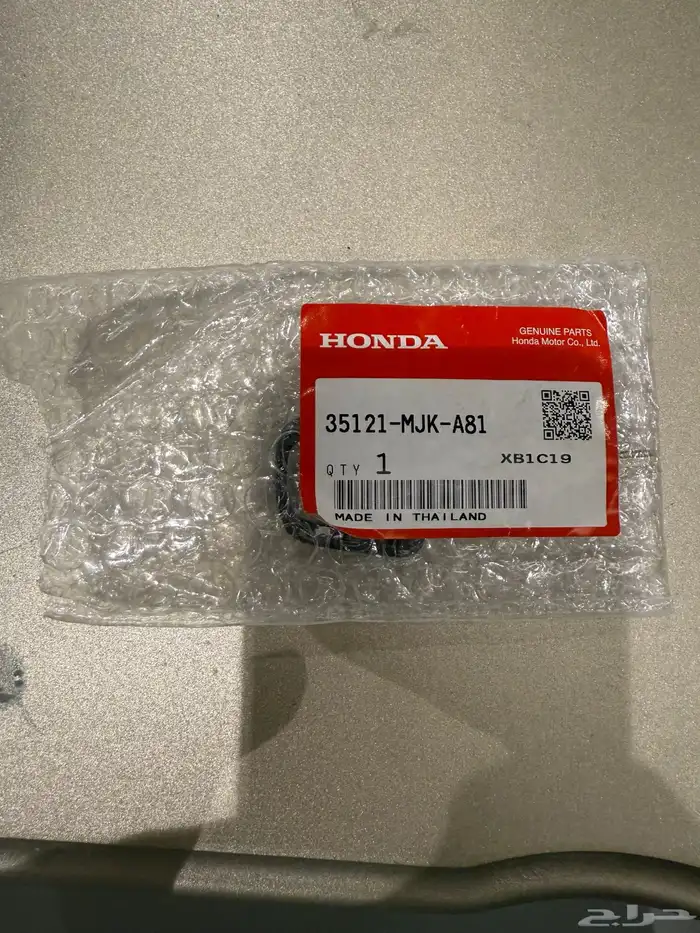 HONDA
GENUINE PARTS
Honda Motor Co., Ltd.
35121-MJK-A81
QTY 1
XB1C19
MADE IN THAILAND
حراج